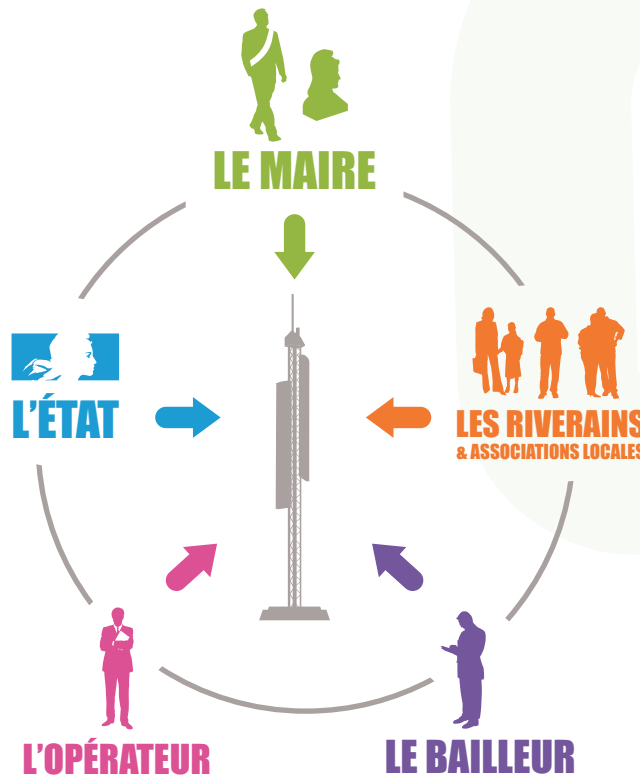 LE MAIRE
L'ÉTAT
LES RIVERAINS
& ASSOCIATIONS LOCALES
L'OPÉRATEUR
LE BAILLEUR